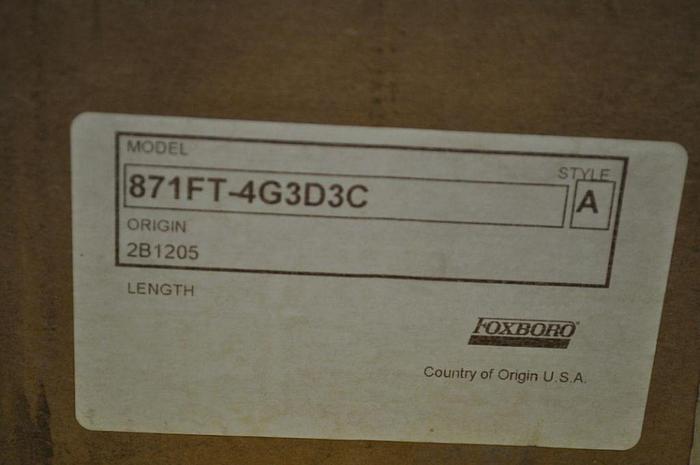 MODEL
STYLE
871FT-4G3D3C
A
ORIGIN
2B1205
LENGTH
FOXBORO
Country of Origin U.S.A.